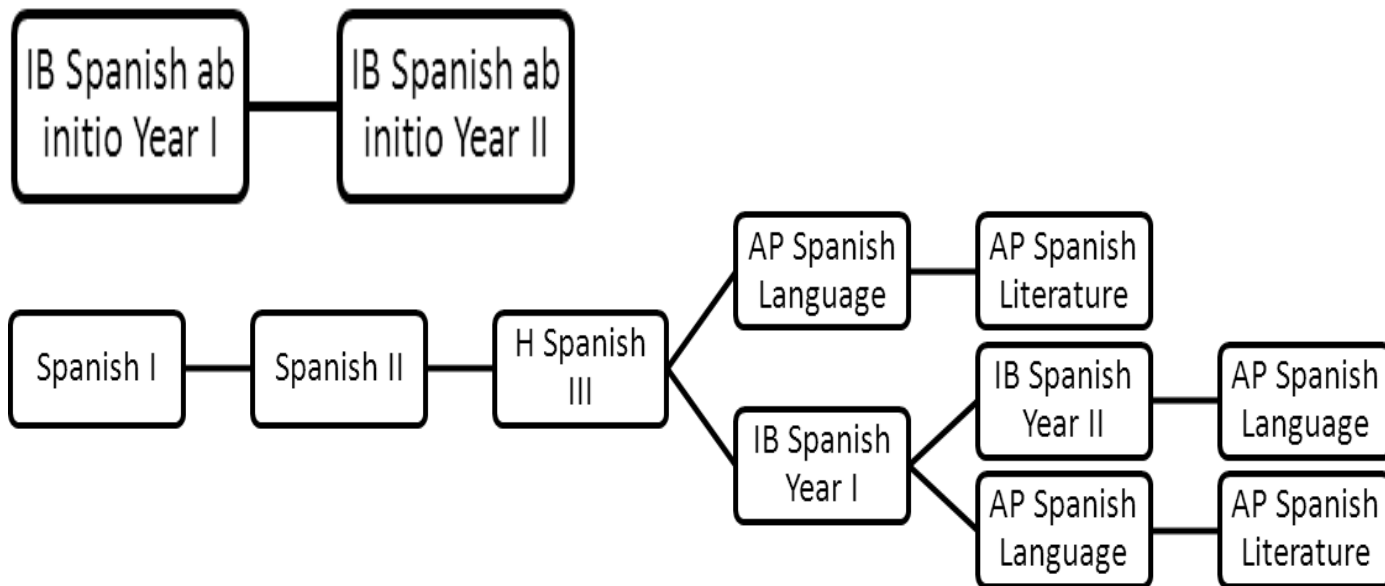 IB Spanish ab
initio Year I
IB Spanish ab
initio Year II
Spanish I
Spanish II
H Spanish
III
AP Spanish
Language
AP Spanish
Literature
IB Spanish
Year I
IB Spanish
Year II
AP Spanish
Language
AP Spanish
Language
AP Spanish
Literature